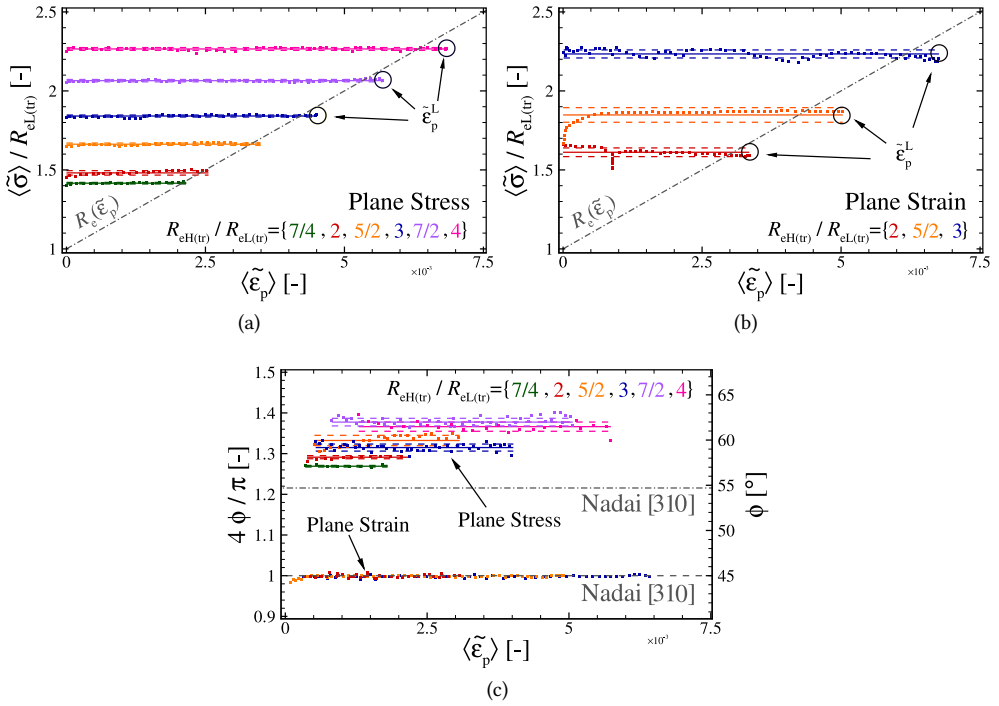 2.5
2
1.5
1
⟨σ̃⟩ / R_eL(tr) [-]
ε̃_p^L
R_e(ε̃_p)
Plane Stress
R_eH(tr) / R_eL(tr)={7/4 , 2, 5/2 , 3,7/2 , 4}
0 2.5 5 7.5
×10⁻³
⟨ε̃_p⟩ [-]
(a)
2.5
2
1.5
1
⟨σ̃⟩ / R_eL(tr) [-]
ε̃_p^L
R_e(ε̃_p)
Plane Strain
R_eH(tr) / R_eL(tr)={2, 5/2 , 3}
0 2.5 5 7.5
×10⁻³
⟨ε̃_p⟩ [-]
(b)
1.5
1.4
1.3
1.2
1.1
1
0.9
4 ϕ / π [-]
R_eH(tr) / R_eL(tr)={7/4 , 2, 5/2 , 3,7/2 , 4}
Nadai [310]
Plane Stress
Plane Strain
Nadai [310]
65
60
55
50
45
ϕ [°]
0 2.5 5 7.5
×10⁻³
⟨ε̃_p⟩ [-]
(c)